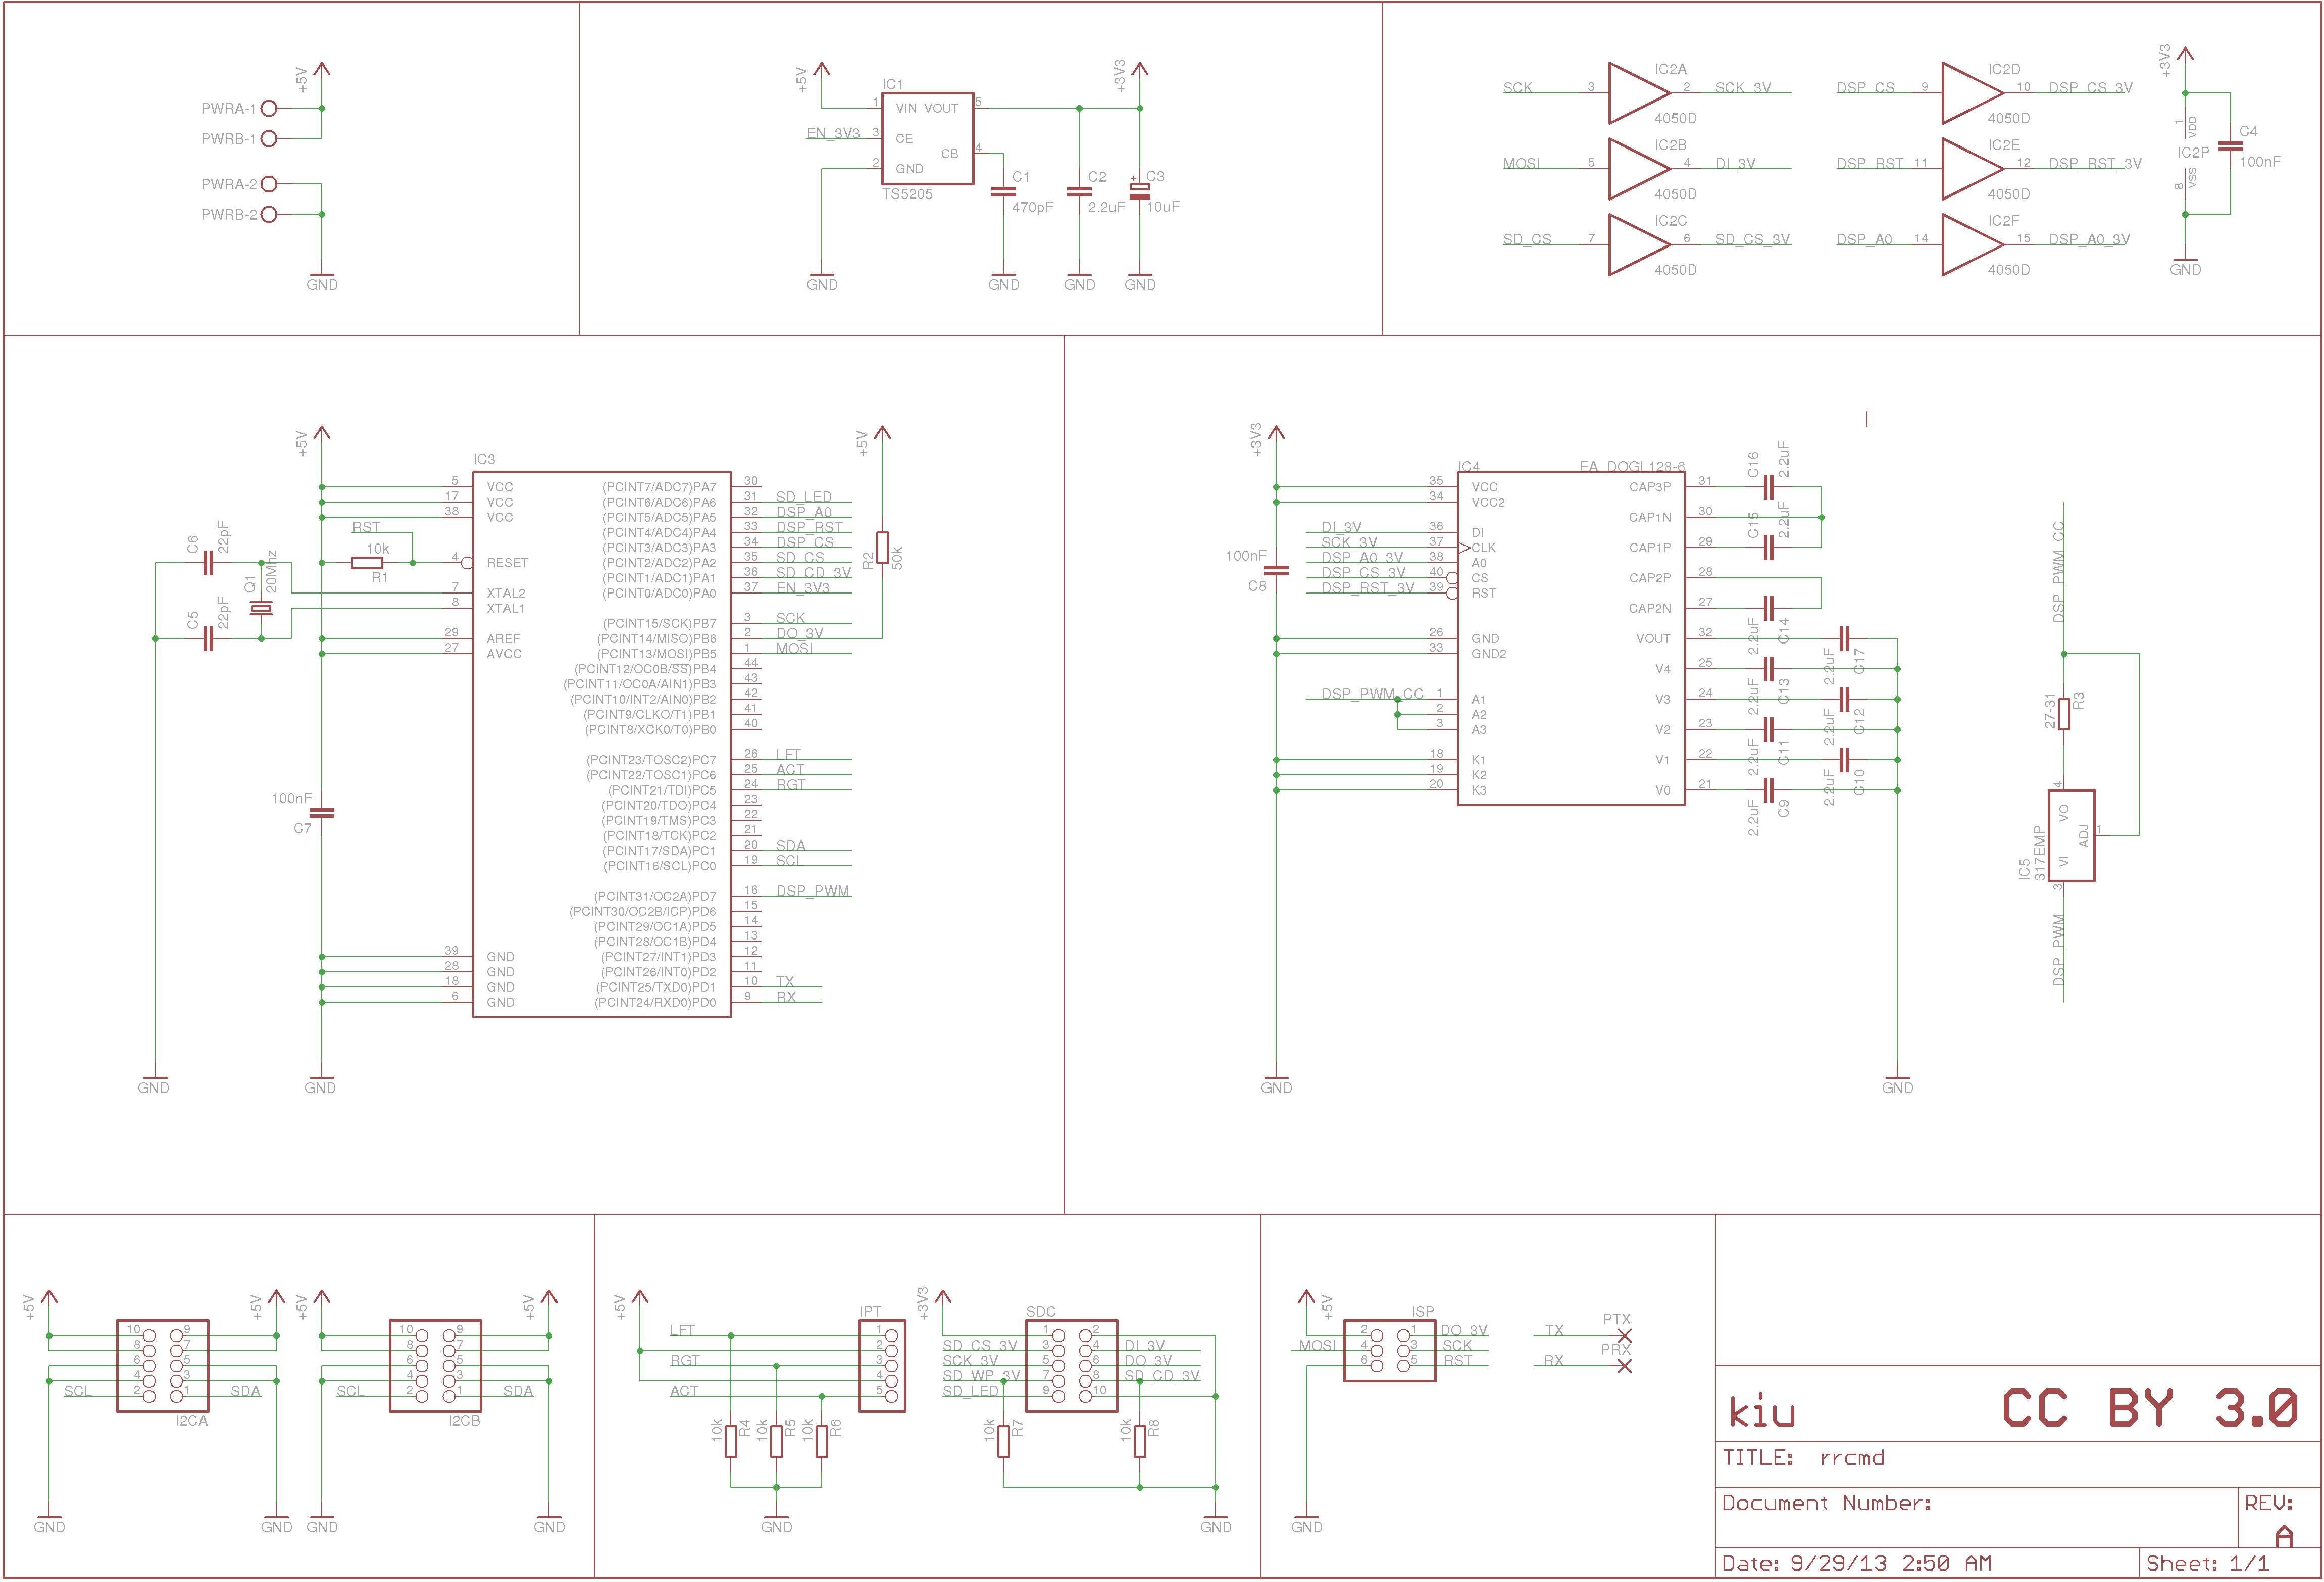 +5V
PWRA-1
PWRB-1
PWRA-2
PWRB-2
GND
+5V
IC1
+3V3
1 VIN VOUT 5
EN_3V3 3 CE
CB 4
2 GND
TS5205
C1
470pF
C2
2.2uF
C3
+
10uF
GND
GND
GND
GND
SCK 3 IC2A 2 SCK_3V
4050D
MOSI 5 IC2B 4 DI_3V
4050D
SD_CS 7 IC2C 6 SD_CS_3V
4050D
DSP_CS 9 IC2D 10 DSP_CS_3V
4050D
DSP_RST 11 IC2E 12 DSP_RST_3V
4050D
DSP_A0 14 IC2F 15 DSP_A0_3V
4050D
+3V3
1 VDD
IC2P
8 VSS
C4
100nF
GND
+5V
IC3
5 VCC
17 VCC
38 VCC
RST
10k
R1
4 RESET
C6
22pF
Q1
20Mhz
C5
22pF
7 XTAL2
8 XTAL1
29 AREF
27 AVCC
100nF
C7
39 GND
28 GND
18 GND
6 GND
GND
GND
(PCINT7/ADC7)PA7 30
(PCINT6/ADC6)PA6 31 SD_LED
(PCINT5/ADC5)PA5 32 DSP_A0
(PCINT4/ADC4)PA4 33 DSP_RST
(PCINT3/ADC3)PA3 34 DSP_CS
(PCINT2/ADC2)PA2 35 SD_CS
(PCINT1/ADC1)PA1 36 SD_CD_3V
(PCINT0/ADC0)PA0 37 EN_3V3
(PCINT15/SCK)PB7 3 SCK
(PCINT14/MISO)PB6 2 DO_3V
(PCINT13/MOSI)PB5 1 MOSI
(PCINT12/OC0B/SS)PB4 44
(PCINT11/OC0A/AIN1)PB3 43
(PCINT10/INT2/AIN0)PB2 42
(PCINT9/CLKO/T1)PB1 41
(PCINT8/XCK0/T0)PB0 40
(PCINT23/TOSC2)PC7 26 LFT
(PCINT22/TOSC1)PC6 25 ACT
(PCINT21/TDI)PC5 24 RGT
(PCINT20/TDO)PC4 23
(PCINT19/TMS)PC3 22
(PCINT18/TCK)PC2 21
(PCINT17/SDA)PC1 20 SDA
(PCINT16/SCL)PC0 19 SCL
(PCINT31/OC2A)PD7 16 DSP_PWM
(PCINT30/OC2B/ICP)PD6 15
(PCINT29/OC1A)PD5 14
(PCINT28/OC1B)PD4 13
(PCINT27/INT1)PD3 12
(PCINT26/INT0)PD2 11
(PCINT25/TXD0)PD1 10 TX
(PCINT24/RXD0)PD0 9 RX
+5V
R2
50k
+3V3
IC4
EA_DOGL128-6
35 VCC
34 VCC2
DI_3V 36 DI
SCK_3V 37 CLK
DSP_A0_3V 38 A0
DSP_CS_3V 40 CS
DSP_RST_3V 39 RST
100nF
C8
26 GND
33 GND2
DSP_PWM_CC 1 A1
2 A2
3 A3
18 K1
19 K2
20 K3
GND
CAP3P 31 C16 2.2uF
CAP1N 30
CAP1P 29 C15 2.2uF
CAP2P 28
CAP2N 27 C14 2.2uF
VOUT 32 C17 2.2uF
V4 25 C13 2.2uF
V3 24 C12 2.2uF
V2 23 C11 2.2uF
V1 22 C10 2.2uF
V0 21 C9 2.2uF
GND
DSP_PWM_CC
27-31
R3
4 VO
ADJ 1
3 VI
IC5
317EMP
DSP_PWM
+5V
+5V
10 9
8 7
6 5
4 3
SCL 2 1 SDA
I2CA
GND
GND
+5V
+5V
10 9
8 7
6 5
4 3
SCL 2 1 SDA
I2CB
GND
GND
+5V
IPT
LFT 1
2
RGT 3
4
ACT 5
10k R4
10k R5
10k R6
GND
+3V3
SDC
1 2
SD_CS_3V 3 4 DI_3V
SCK_3V 5 6 DO_3V
SD_WP_3V 7 8 SD_CD_3V
SD_LED 9 10
10k R7
10k R8
GND
+5V
ISP
2 1 DO_3V
MOSI 4 3 SCK
6 5 RST
GND
TX PTX
RX PRX
kiu CC BY 3.0
TITLE: rrcmd
Document Number:
REV:
A
Date: 9/29/13 2:50 AM
Sheet: 1/1